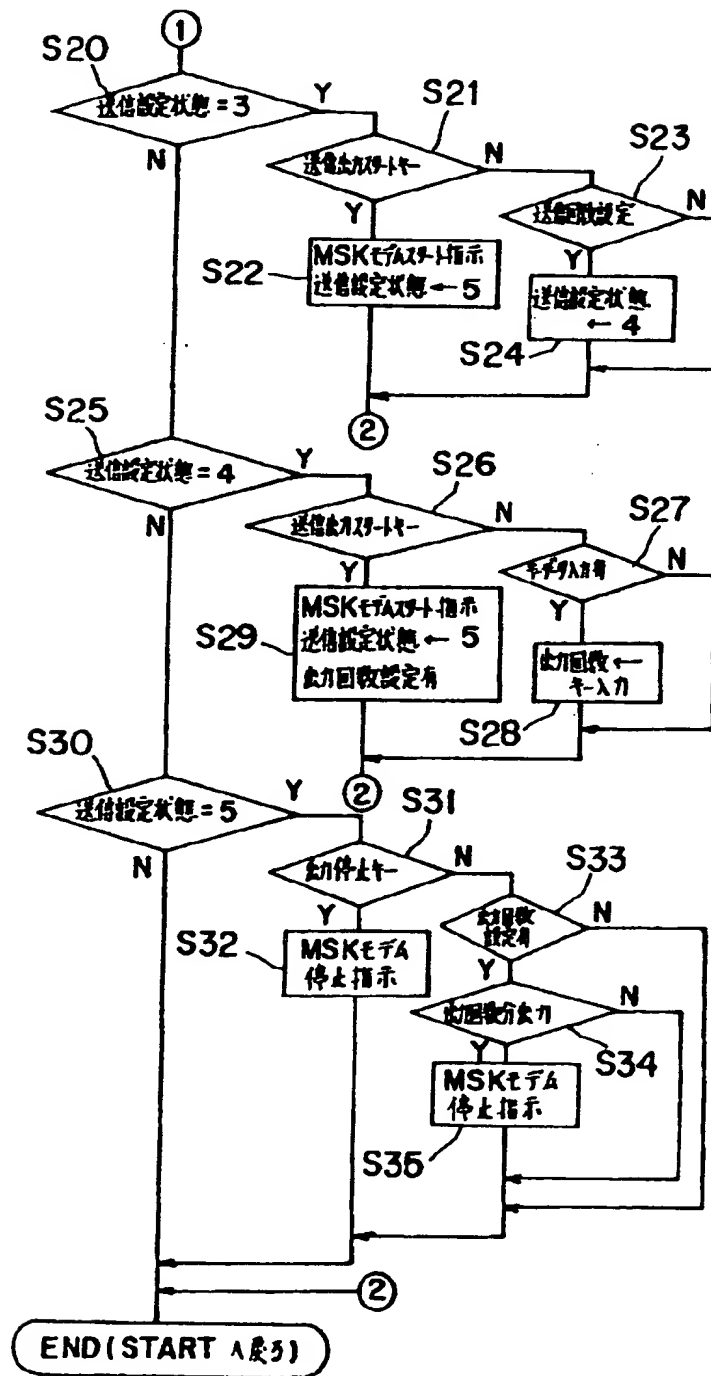 ①
S20
送信設定状態 = 3
Y
N
S21
送信出力スタートキー
N
Y
S23
送信回数設定
N
Y
S22
MSKモデムスタート指示
送信設定状態 ← 5
送信設定状態
← 4
S24
②
S25
送信設定状態 = 4
Y
N
S26
送信出力スタートキー
N
Y
S27
キーデータ入力有
N
Y
S29
MSKモデムスタート指示
送信設定状態 ← 5
出力回数設定有
出力回数 ←
キー入力
S28
②
S30
送信設定状態 = 5
Y
N
S31
出力停止キー
N
Y
S33
出力回数
設定有
N
Y
S32
MSKモデム
停止指示
出力回数分出力
N
Y
S34
MSKモデム
停止指示
S35
②
END (START へ戻る)